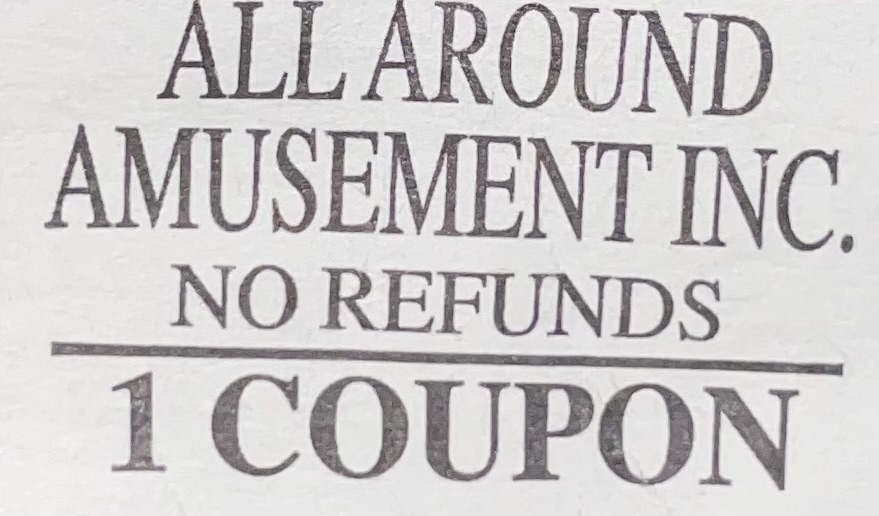 ALL AROUND
AMUSEMENT INC.
NO REFUNDS
1 COUPON